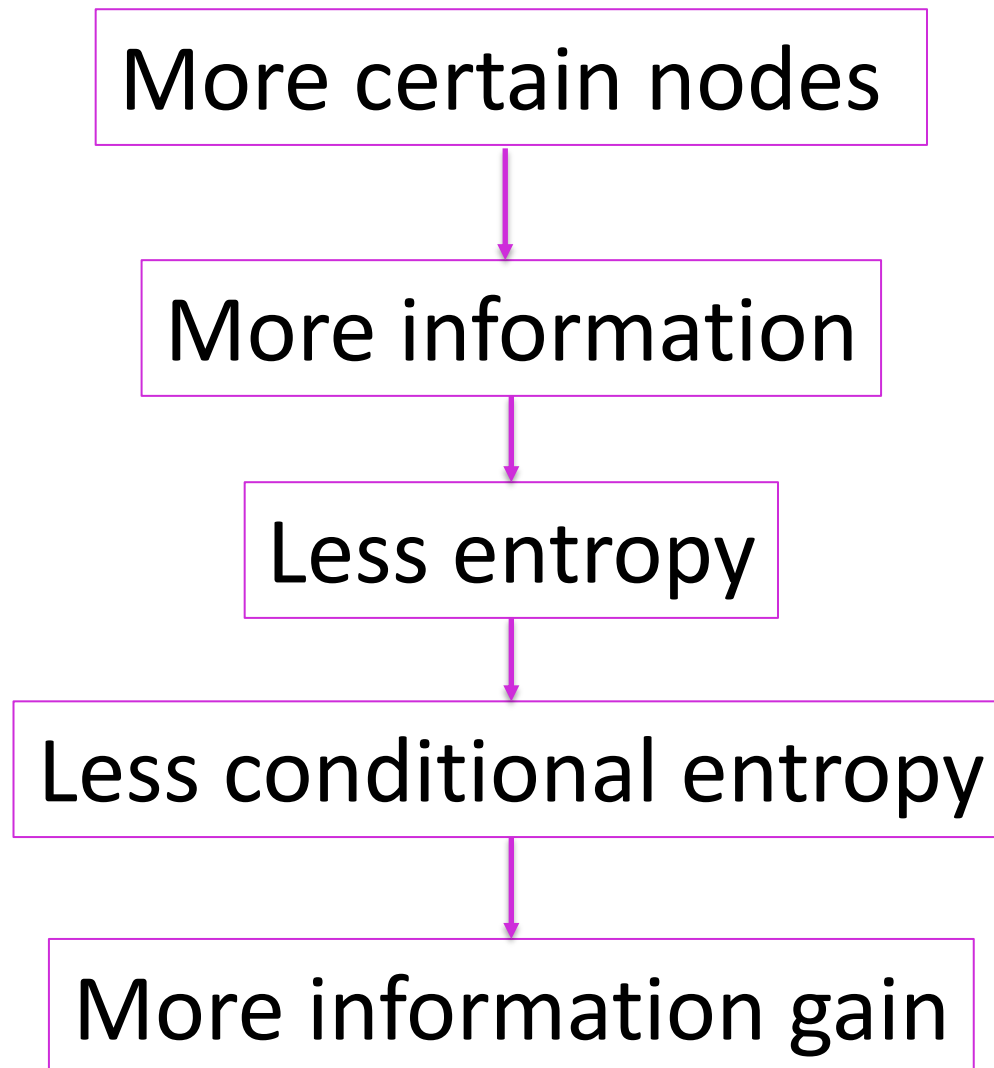 More certain nodes
More information
Less entropy
Less conditional entropy
More information gain